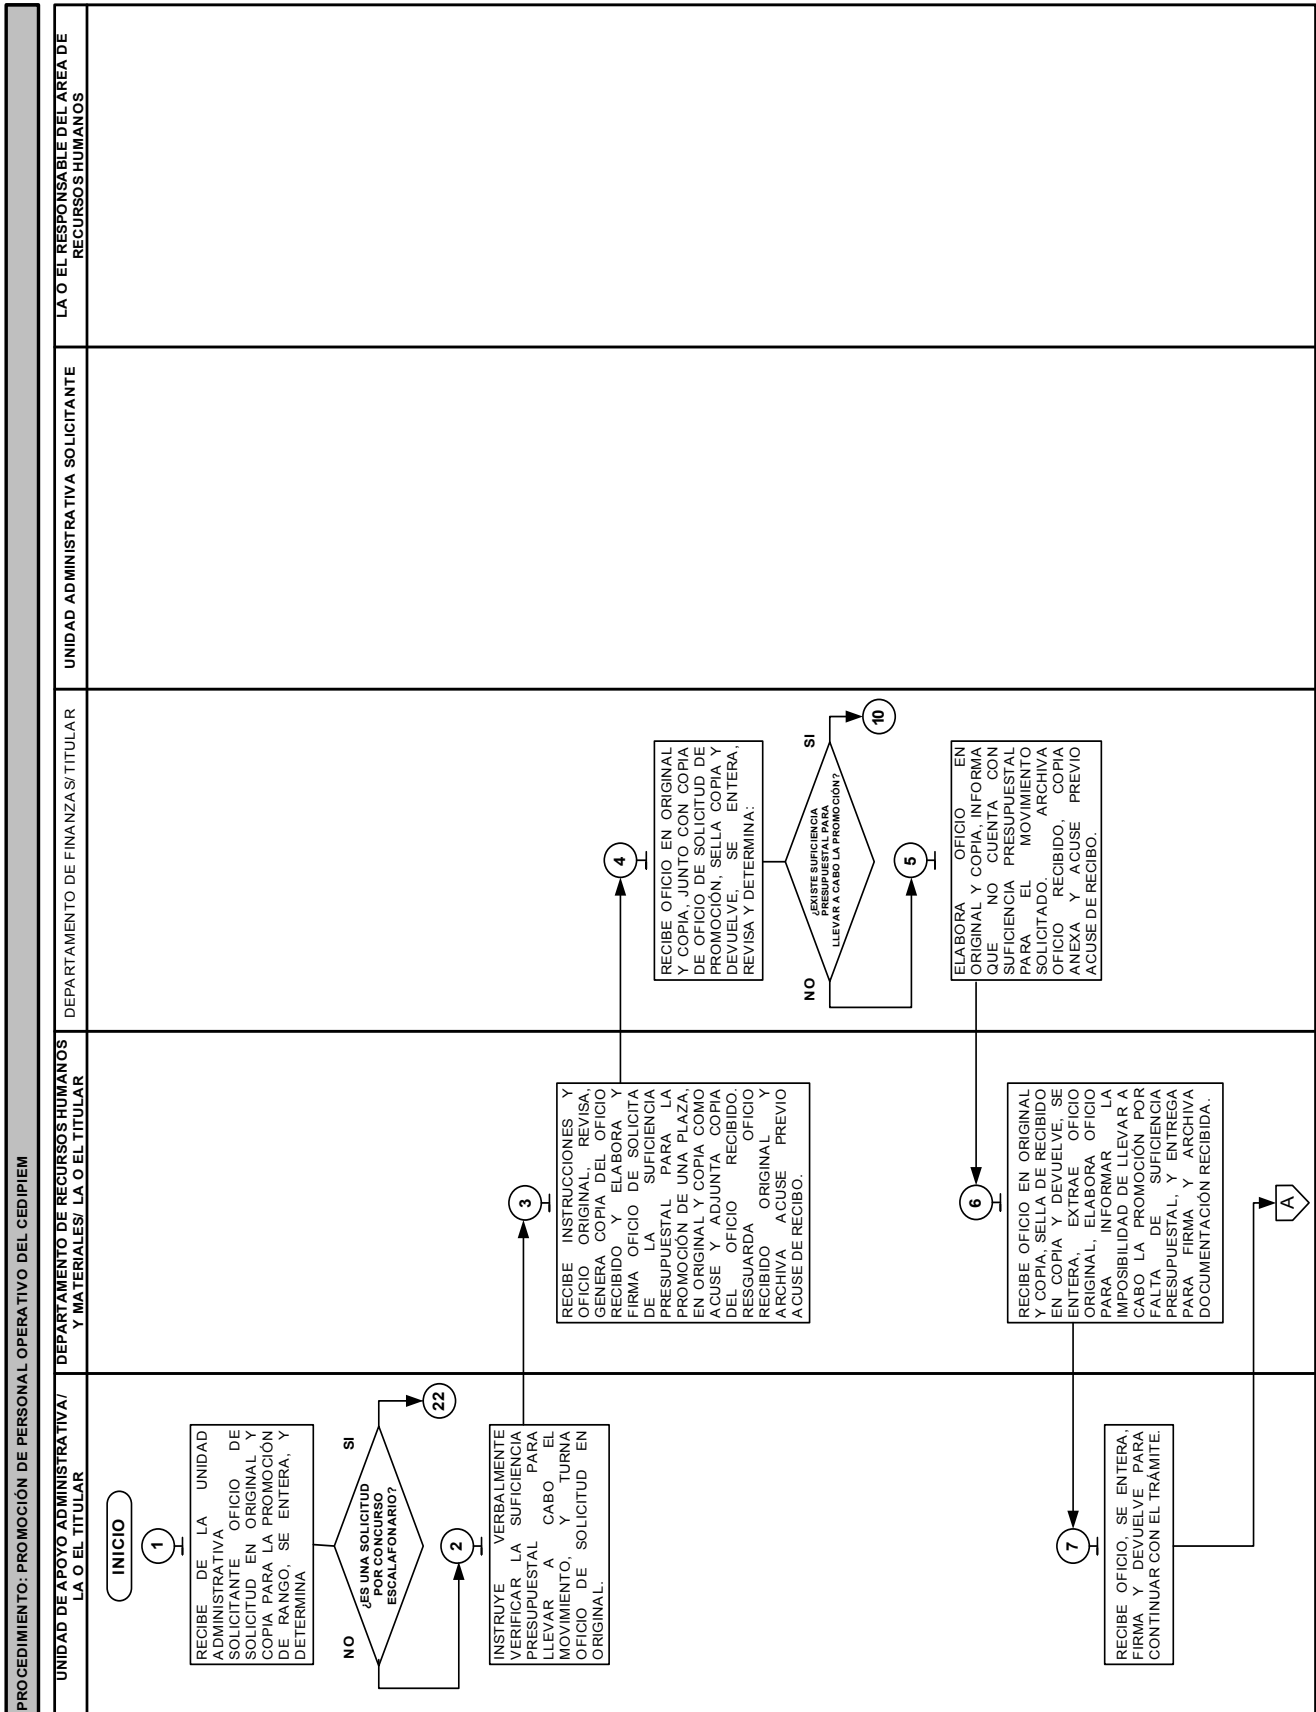 PROCEDIMIENTO: PROMOCIÓN DE PERSONAL OPERATIVO DEL CEDIPIEM
UNIDAD DE APOYO ADMINISTRATIVA/
LA O EL TITULAR
DEPARTAMENTO DE RECURSOS HUMANOS
Y MATERIALES/ LA O EL TITULAR
DEPARTAMENTO DE FINANZAS/TITULAR
UNIDAD ADMINISTRATIVA SOLICITANTE
LA O EL RESPONSABLE DEL AREA DE
RECURSOS HUMANOS
INICIO
1
RECIBE DE LA UNIDAD
ADMINISTRATIVA
SOLICITANTE OFICIO DE
SOLICITUD EN ORIGINAL Y
COPIA PARA LA PROMOCIÓN
DE RANGO, SE ENTERA, Y
DETERMINA
¿ES UNA SOLICITUD
POR CONCURSO
ESCALAFONARIO?
NO
SI
22
2
INSTRUYE VERBALMENTE
VERIFICAR LA SUFICIENCIA
PRESUPUESTAL PARA
LLEVAR A CABO EL
MOVIMIENTO, Y TURNA
OFICIO DE SOLICITUD EN
ORIGINAL.
3
RECIBE INSTRUCCIONES Y
OFICIO ORIGINAL, REVISA,
GENERA COPIA DEL OFICIO
RECIBIDO Y ELABORA Y
FIRMA OFICIO DE SOLICITA
DE LA SUFICIENCIA
PRESUPUESTAL PARA LA
PROMOCIÓN DE UNA PLAZA,
EN ORIGINAL Y COPIA COMO
ACUSE Y ADJUNTA COPIA
DEL OFICIO RECIBIDO.
RESGUARDA OFICIO
RECIBIDO ORIGINAL Y
ARCHIVA ACUSE PREVIO
ACUSE DE RECIBO.
4
RECIBE OFICIO EN ORIGINAL
Y COPIA, JUNTO CON COPIA
DE OFICIO DE SOLICITUD DE
PROMOCIÓN, SELLA COPIA Y
DEVUELVE, SE ENTERA,
REVISA Y DETERMINA:
¿EXISTE SUFICIENCIA
PRESUPUESTAL PARA
LLEVAR A CABO LA PROMOCIÓN?
NO
SI
10
5
ELABORA OFICIO EN
ORIGINAL Y COPIA, INFORMA
QUE NO CUENTA CON
SUFICIENCIA PRESUPUESTAL
PARA EL MOVIMIENTO
SOLICITADO. ARCHIVA
OFICIO RECIBIDO, COPIA
ANEXA Y ACUSE PREVIO
ACUSE DE RECIBO.
6
RECIBE OFICIO EN ORIGINAL
Y COPIA, SELLA DE RECIBIDO
EN COPIA Y DEVUELVE, SE
ENTERA, EXTRAE OFICIO
ORIGINAL, ELABORA OFICIO
PARA INFORMAR LA
IMPOSIBILIDAD DE LLEVAR A
CABO LA PROMOCIÓN POR
FALTA DE SUFICIENCIA
PRESUPUESTAL, Y ENTREGA
PARA FIRMA Y ARCHIVA
DOCUMENTACIÓN RECIBIDA.
7
RECIBE OFICIO, SE ENTERA,
FIRMA Y DEVUELVE PARA
CONTINUAR CON EL TRÁMITE.
A